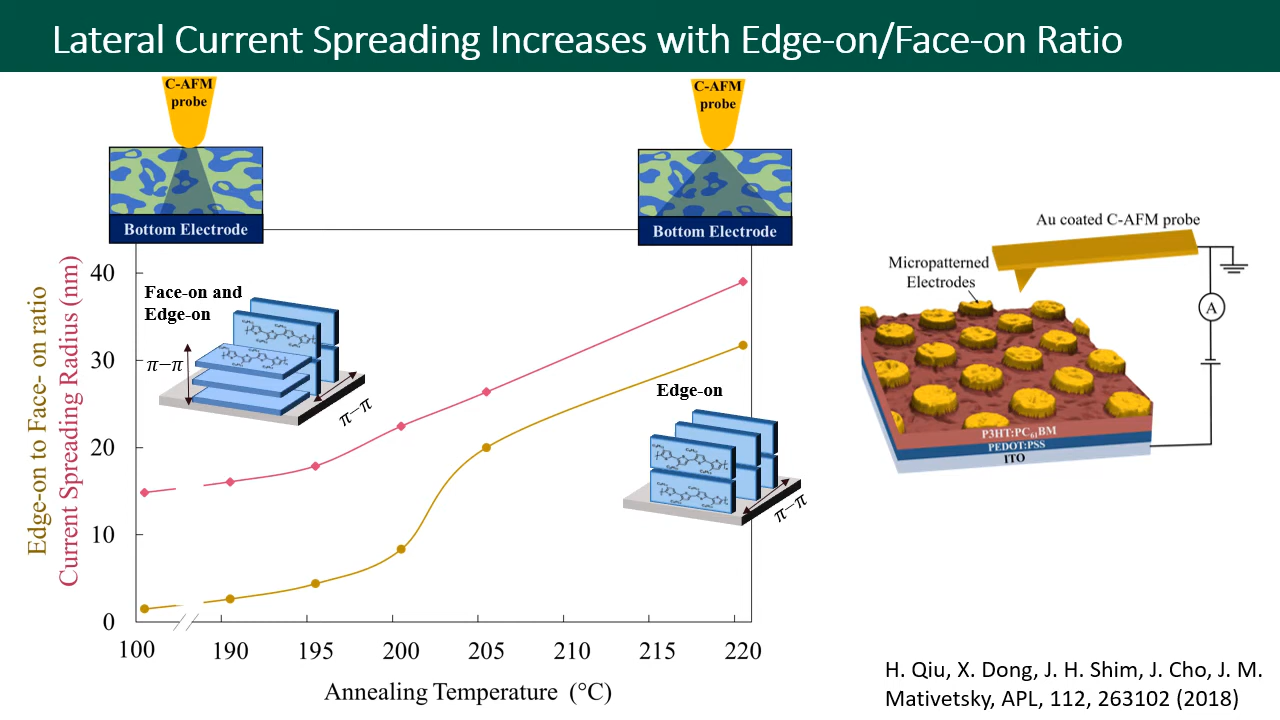 Lateral Current Spreading Increases with Edge-on/Face-on Ratio
C-AFM
probe
Bottom Electrode
C-AFM
probe
Bottom Electrode
Edge-on to Face- on ratio
Current Spreading Radius (nm)
40
30
20
10
0
Face-on and
Edge-on
π−π
π−π
Edge-on
π−π
100
190
195
200
205
210
215
220
Annealing Temperature (°C)
Au coated C-AFM probe
Micropatterned
Electrodes
A
P3HT:PC61BM
PEDOT:PSS
ITO
H. Qiu, X. Dong, J. H. Shim, J. Cho, J. M.
Mativetsky, APL, 112, 263102 (2018)